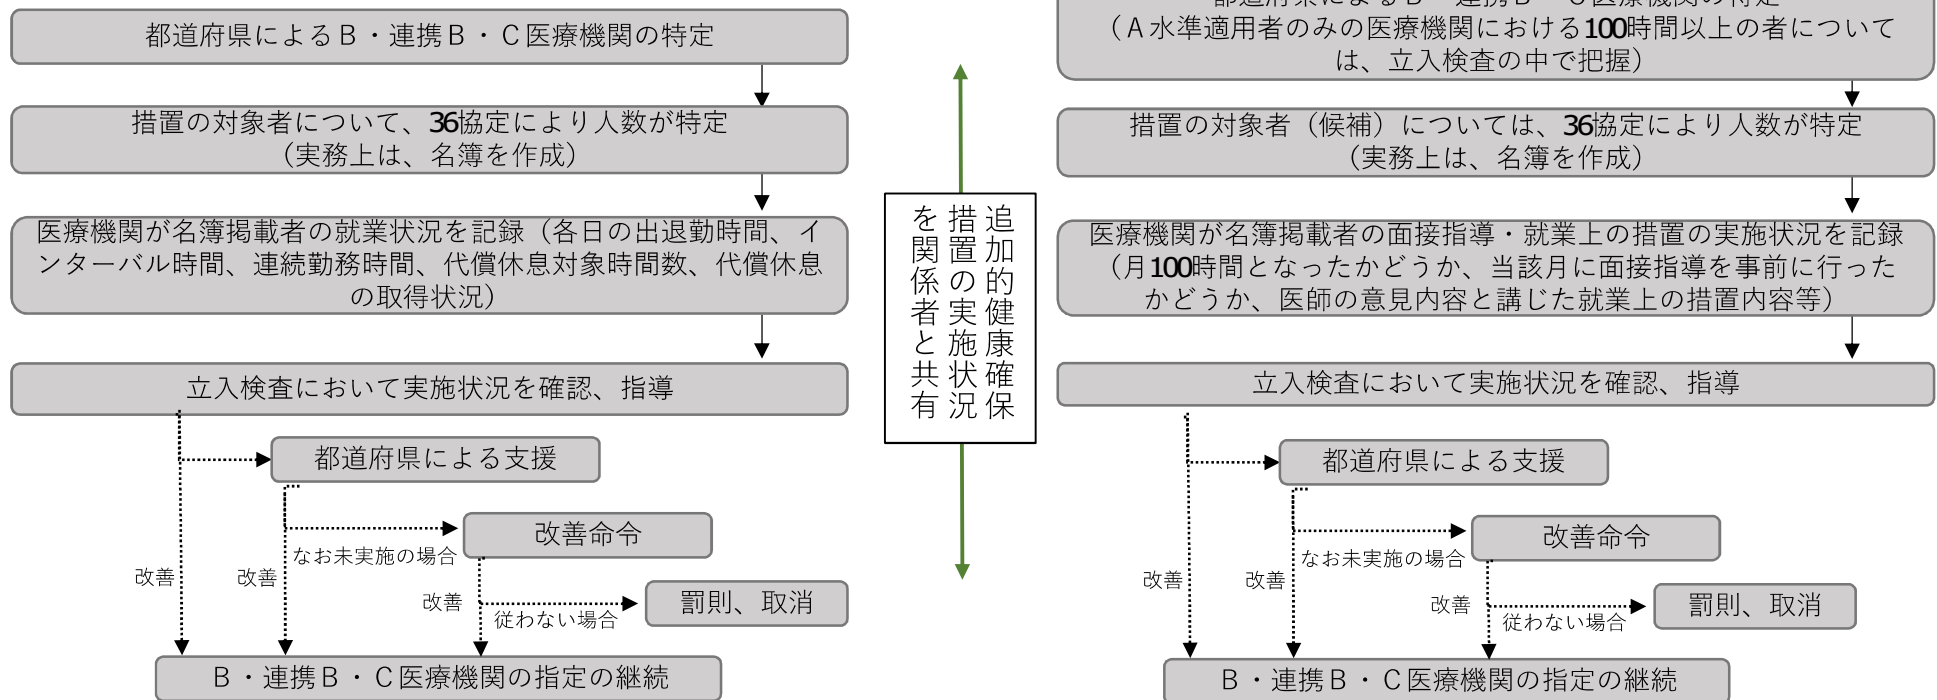 都道府県によるＢ・連携Ｂ・Ｃ医療機関の特定
措置の対象者について、36協定により人数が特定
（実務上は、名簿を作成）
医療機関が名簿掲載者の就業状況を記録（各日の出退勤時間、イ
ンターバル時間、連続勤務時間、代償休息対象時間数、代償休息
の取得状況）
立入検査において実施状況を確認、指導
都道府県による支援
改善命令
なお未実施の場合
改善
改善
改善
罰則、取消
従わない場合
Ｂ・連携Ｂ・Ｃ医療機関の指定の継続
追加的健康確保
措置の実施状況
を関係者と共有
都道府県によるＢ・連携Ｂ・Ｃ医療機関の特定
（Ａ水準適用者のみの医療機関における100時間以上の者について
は、立入検査の中で把握）
措置の対象者（候補）については、36協定により人数が特定
（実務上は、名簿を作成）
医療機関が名簿掲載者の面接指導・就業上の措置の実施状況を記録
（月100時間となったかどうか、当該月に面接指導を事前に行った
かどうか、医師の意見内容と講じた就業上の措置内容等）
立入検査において実施状況を確認、指導
都道府県による支援
改善命令
なお未実施の場合
改善
改善
改善
罰則、取消
従わない場合
Ｂ・連携Ｂ・Ｃ医療機関の指定の継続